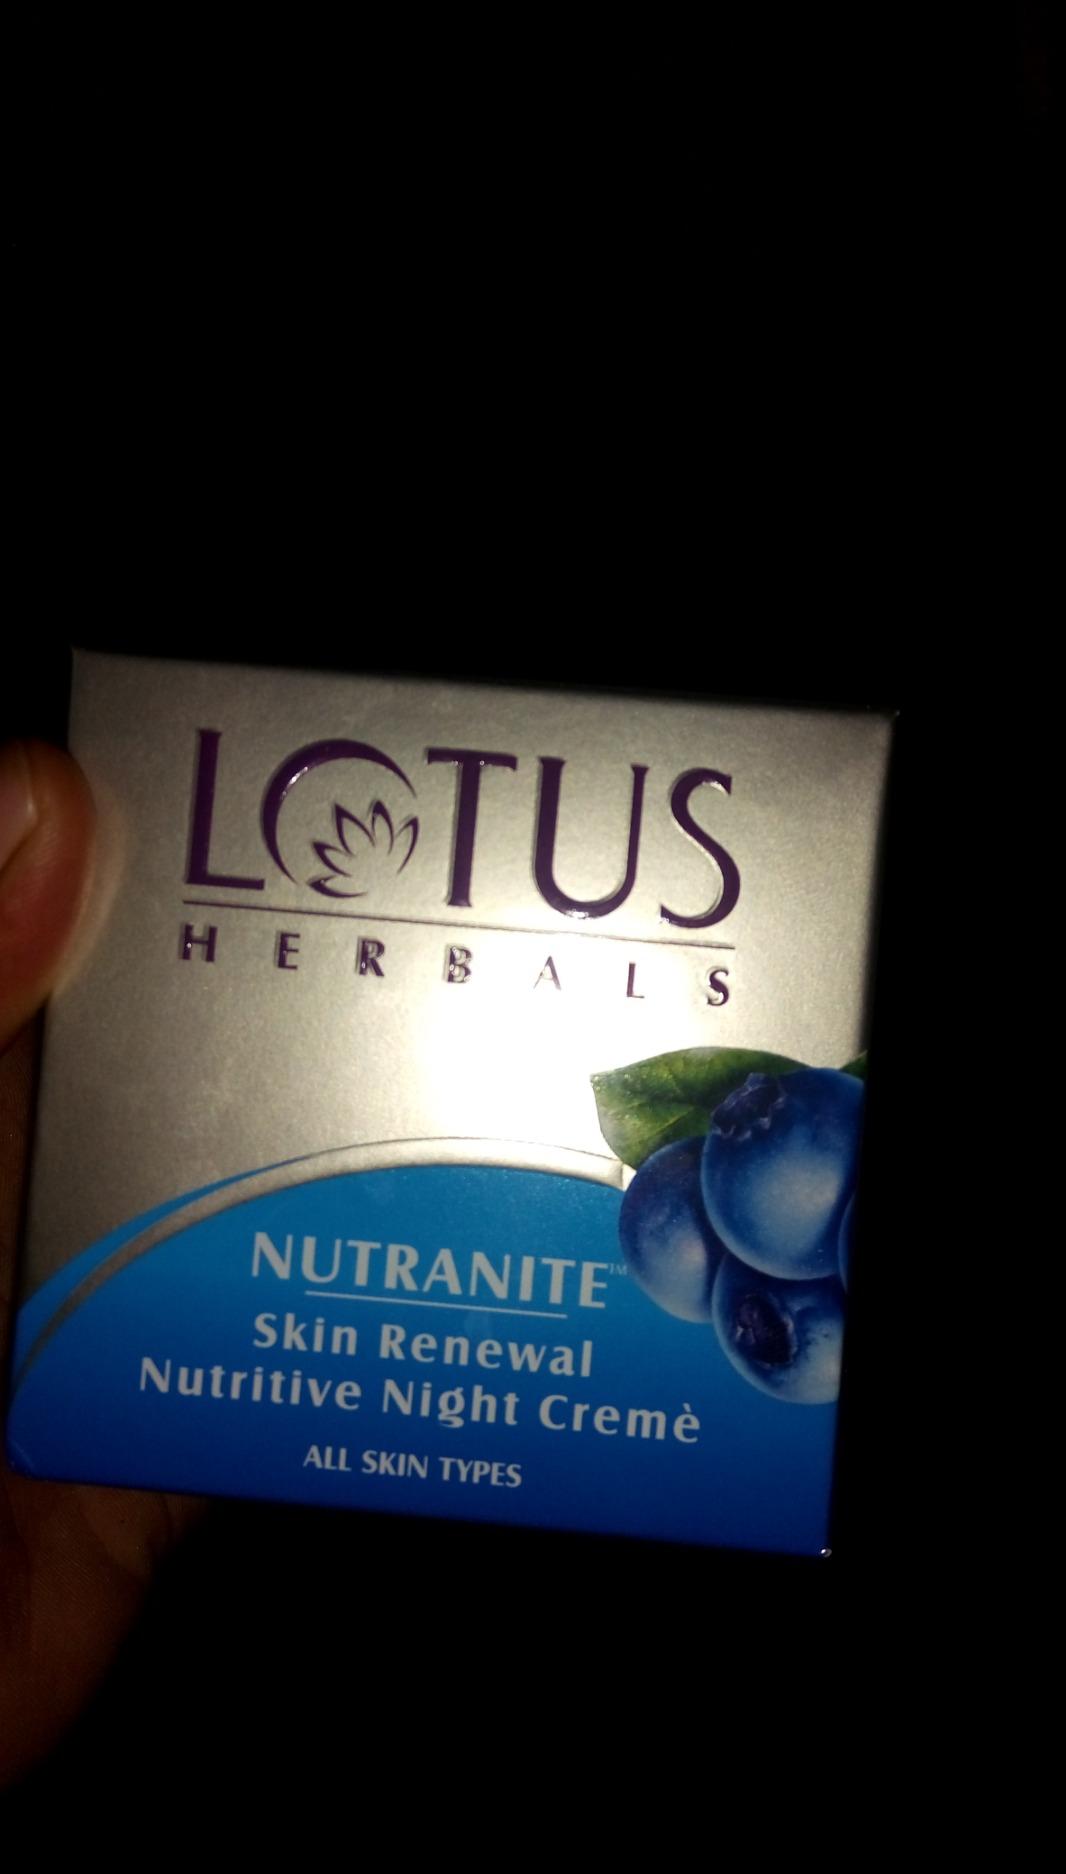 LOTUS
HERBALS
NUTRANITE™
Skin Renewal
Nutritive Night Cremè
ALL SKIN TYPES